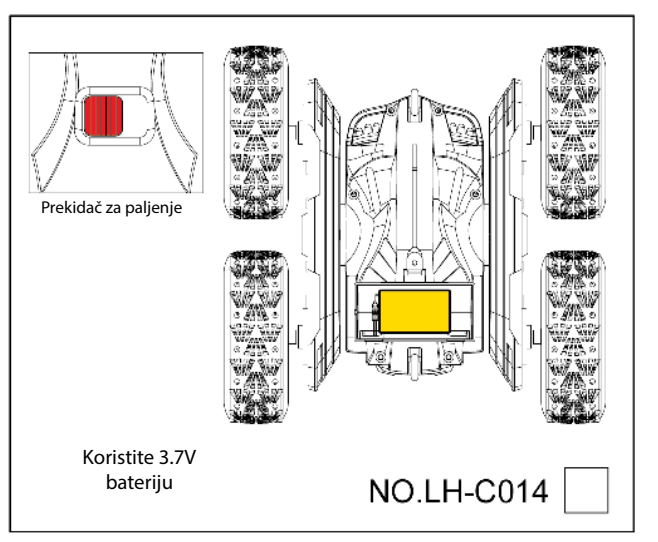 Prekidač za paljenje
Koristite 3.7V
bateriju
NO.LH-C014